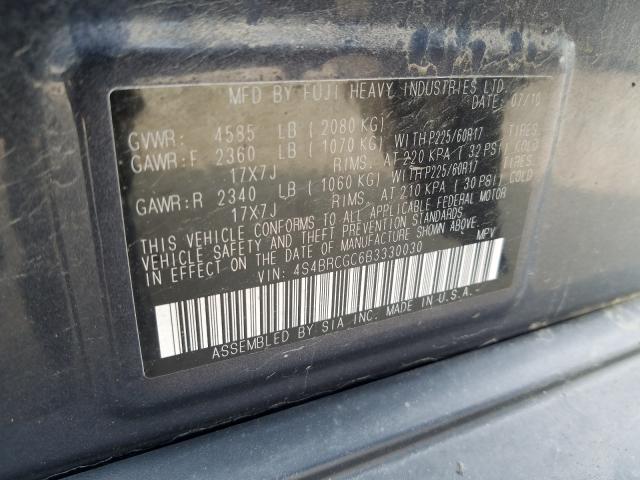 MFD BY FUJI HEAVY INDUSTRIES LTD.
DATE: 07/10
GVWR: 4585 LB ( 2080 KG)
GAWR:F 2360 LB ( 1070 KG) WITH P225/60R17 TIRES
17X7J RIMS, AT 220 KPA ( 32 PSI) COLD
GAWR:R 2340 LB ( 1060 KG) WITH P225/60R17 TIRES
17X7J RIMS, AT 210 KPA ( 30 PSI) COLD
THIS VEHICLE CONFORMS TO ALL APPLICABLE FEDERAL MOTOR
VEHICLE SAFETY AND THEFT PREVENTION STANDARDS
IN EFFECT ON THE DATE OF MANUFACTURE SHOWN ABOVE.
VIN: 4S4BRCGC6B3330030 MPV
ASSEMBLED BY SIA INC. MADE IN U.S.A.